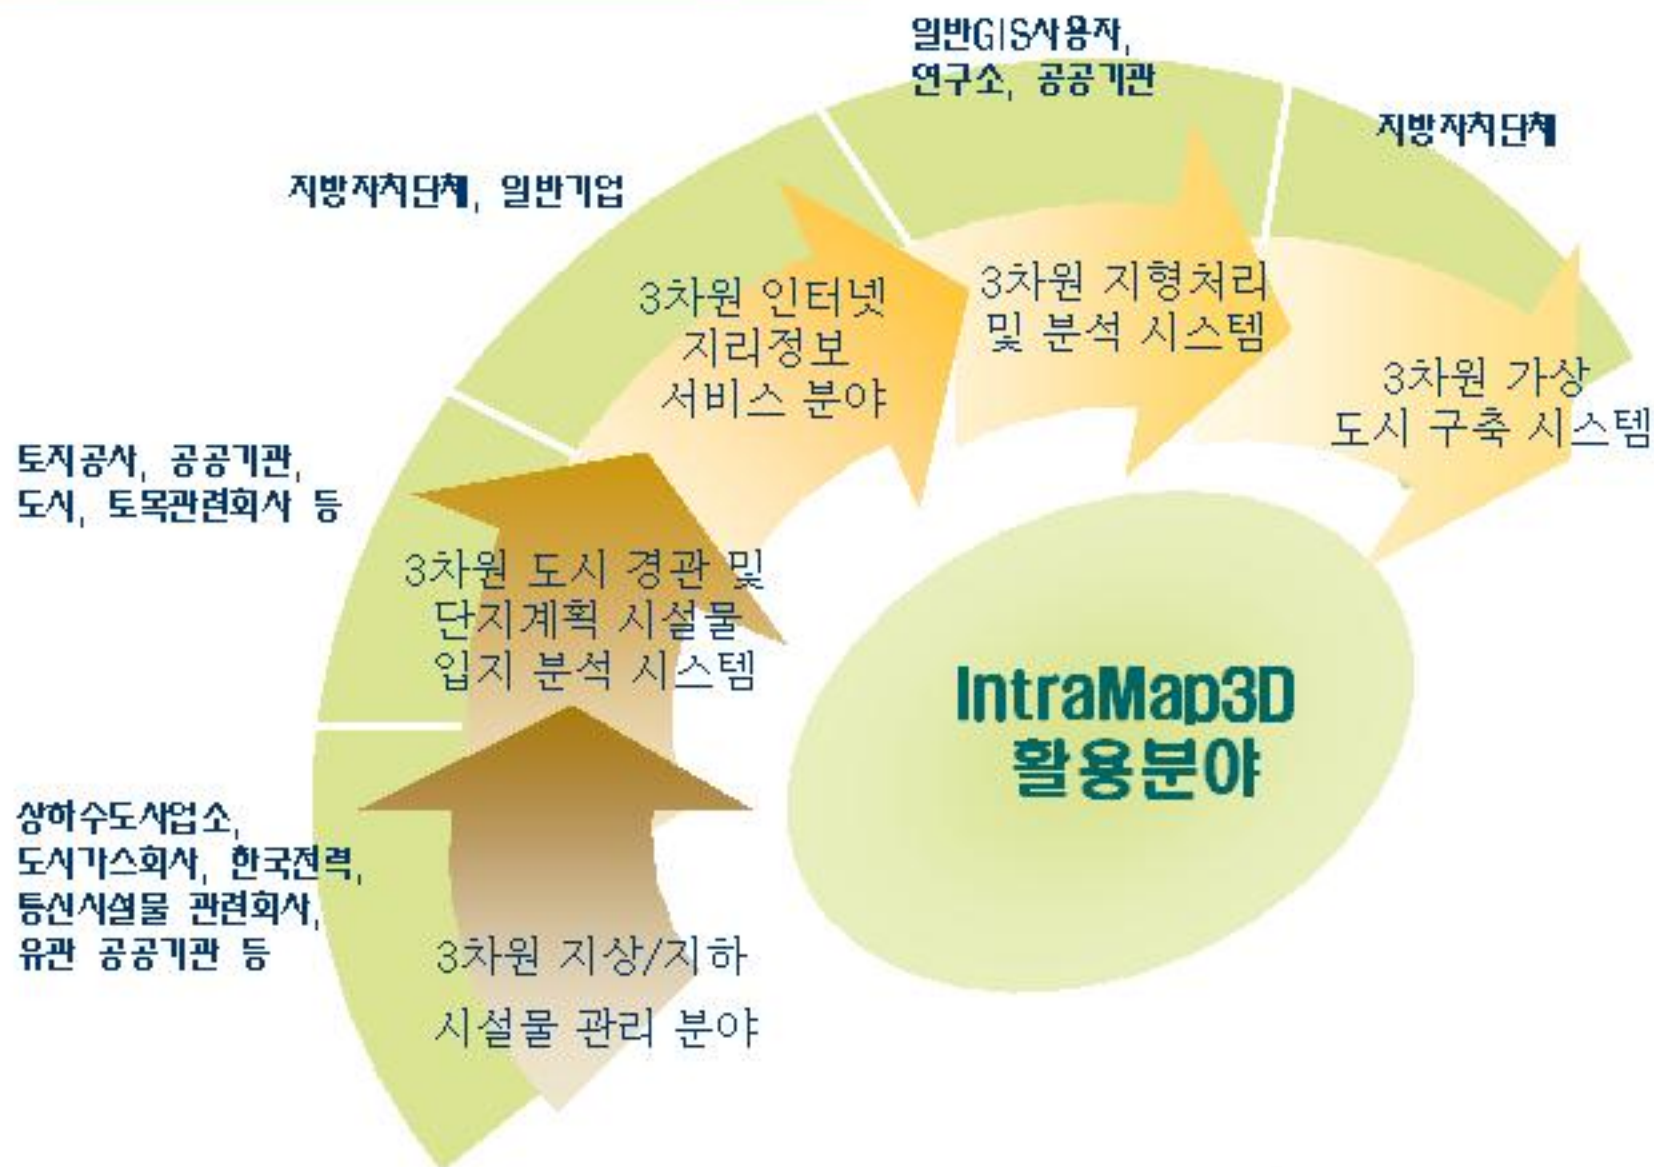 일반GIS사용자,
연구소, 공공기관
지방자치단체
지방자치단체, 일반기업
3차원 인터넷
지리정보
서비스 분야
3차원 지형처리
및 분석 시스템
3차원 가상
도시 구축 시스템
토지공사, 공공기관,
도시, 토목관련회사 등
3차원 도시 경관 및
단지계획 시설물
입지 분석 시스템
IntraMap3D
활용분야
상하수도사업소,
도시가스회사, 한국전력,
통신시설물 관련회사,
유관 공공기관 등
3차원 지상/지하
시설물 관리 분야